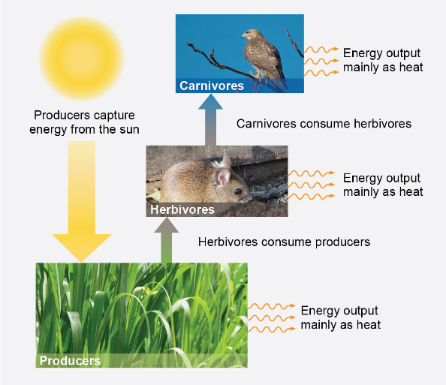 Carnivores
Energy output
mainly as heat
Producers capture
energy from the sun
Carnivores consume herbivores
Herbivores
Energy output
mainly as heat
Herbivores consume producers
Energy output
mainly as heat
Producers